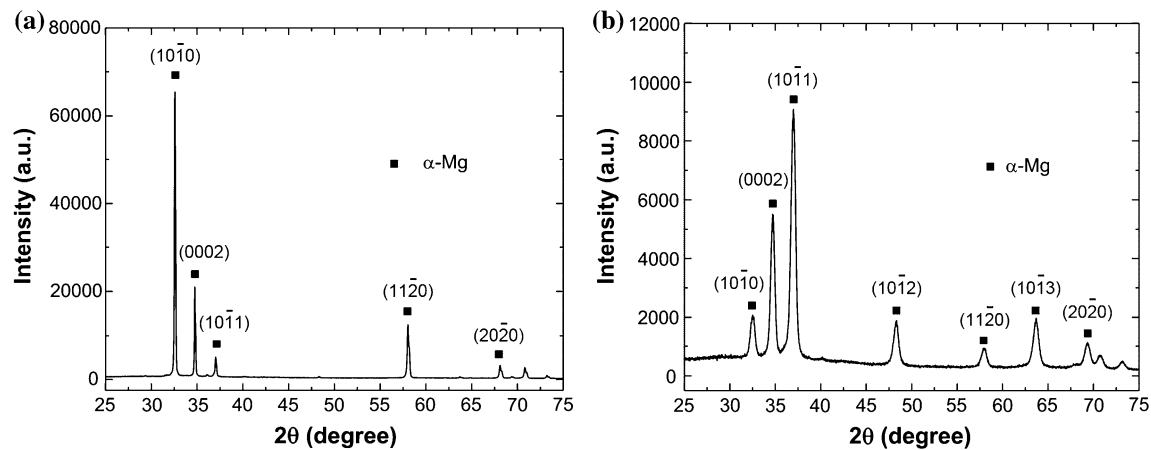 (a)
80000
60000
40000
20000
0
(101̄0)
(0002)
(101̄1)
(112̄0)
(202̄0)
■ α-Mg
25 30 35 40 45 50 55 60 65 70 75
2θ (degree)
Intensity (a.u.)
(b)
12000
10000
8000
6000
4000
2000
0
(101̄1)
(0002)
(101̄0)
(101̄2)
(112̄0)
(101̄3)
(202̄0)
■ α-Mg
25 30 35 40 45 50 55 60 65 70 75
2θ (degree)
Intensity (a.u.)